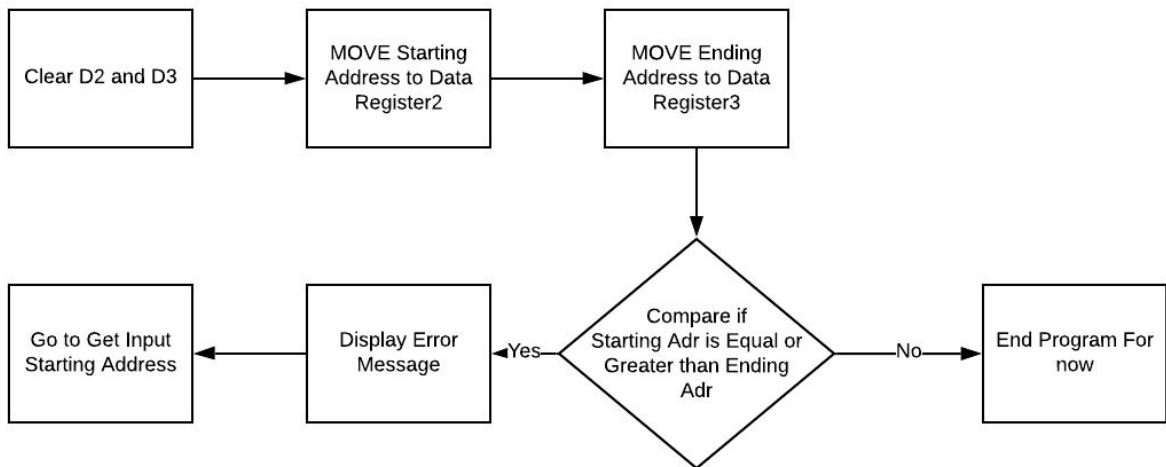 Clear D2 and D3
MOVE Starting
Address to Data
Register2
MOVE Ending
Address to Data
Register3
Go to Get Input
Starting Address
Display Error
Message
Yes
Compare if
Starting Adr is Equal or
Greater than Ending
Adr
No
End Program For
now